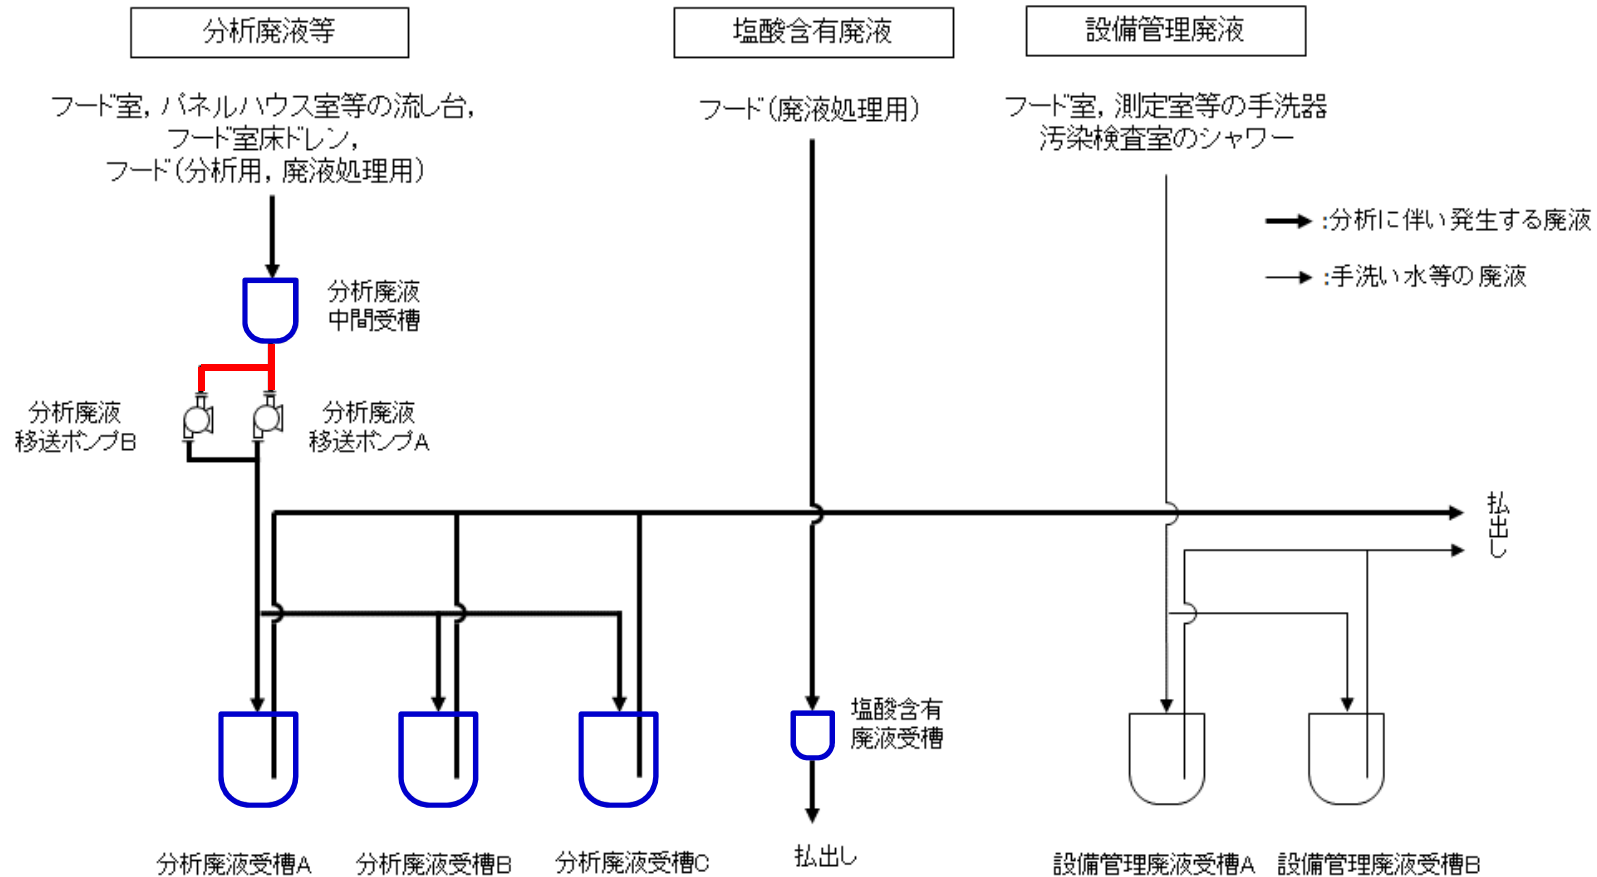 分析廃液等
塩酸含有廃液
設備管理廃液
フード室，パネルハウス室等の流し台，
フード室床ドレン，
フード（分析用，廃液処理用）
フード（廃液処理用）
フード室，測定室等の手洗器
汚染検査室のシャワー
:分析に伴い発生する廃液
:手洗い水等の廃液
分析廃液
中間受槽
分析廃液
移送ポンプB
分析廃液
移送ポンプA
払出し
塩酸含有
廃液受槽
払出し
分析廃液受槽A
分析廃液受槽B
分析廃液受槽C
設備管理廃液受槽A
設備管理廃液受槽B